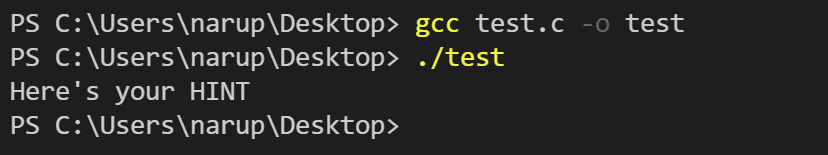 PS C:\Users\narup\Desktop> gcc test.c -o test
PS C:\Users\narup\Desktop> ./test
Here's your HINT
PS C:\Users\narup\Desktop>